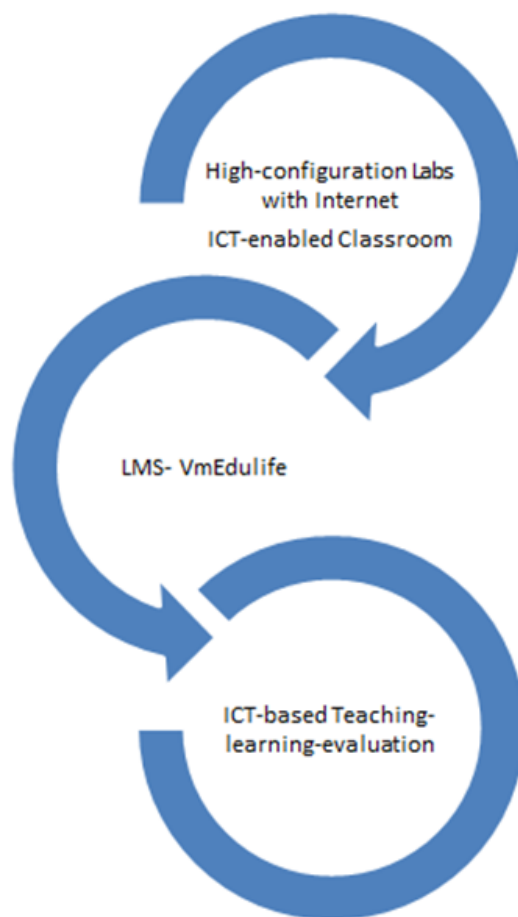 High-configuration Labs
with Internet
ICT-enabled Classroom
LMS- VmEdulife
ICT-based Teaching-
learning-evaluation